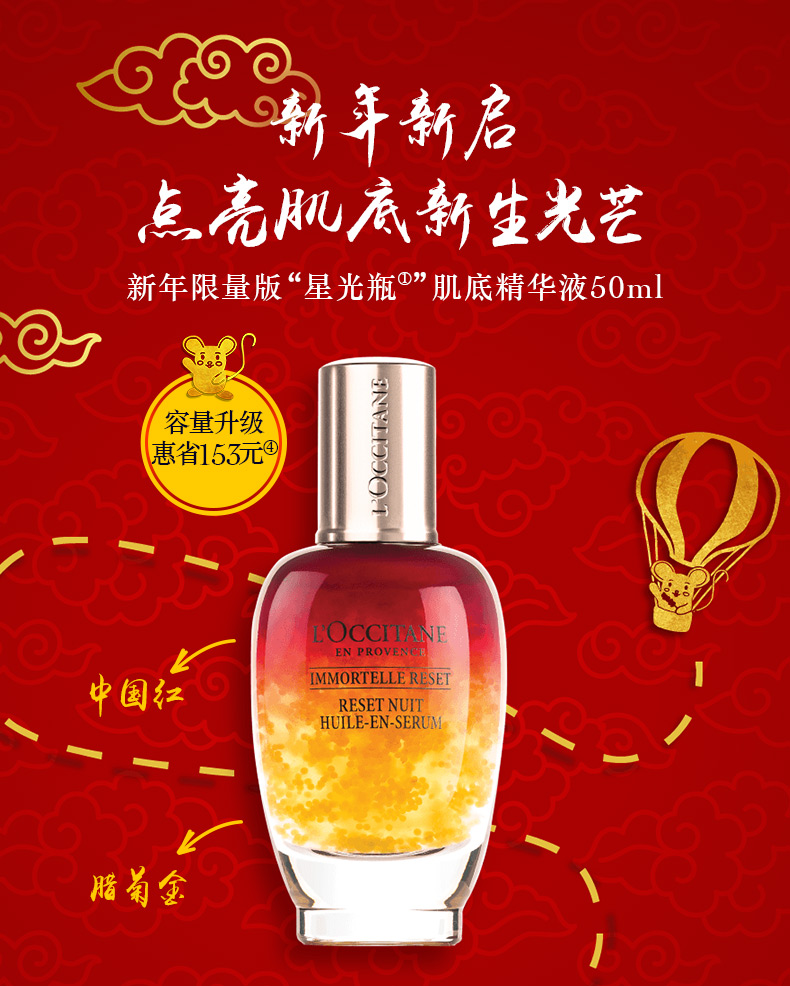 新年新启
点亮肌底新生光芒
新年限量版“星光瓶①”肌底精华液50ml
容量升级
惠省153元④
L'OCCITANE
L'OCCITANE
EN PROVENCE
IMMORTELLE RESET
RESET NUIT
HUILE-EN-SERUM
中国红
腊菊金